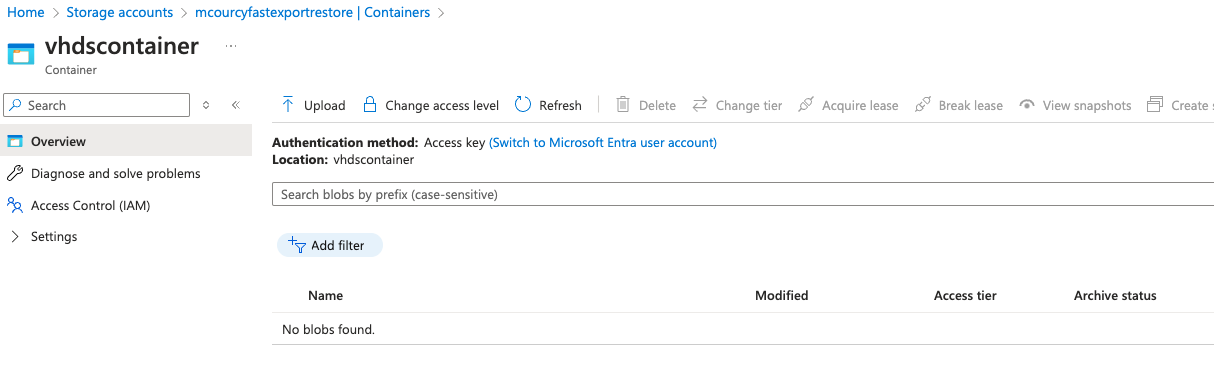 Home > Storage accounts > mcourcyfastexportrestore | Containers >
vhdscontainer ...
Container
Search
Upload Change access level Refresh Delete Change tier Acquire lease Break lease View snapshots Create s
Overview
Diagnose and solve problems
Access Control (IAM)
Settings
Authentication method: Access key (Switch to Microsoft Entra user account)
Location: vhdscontainer
Search blobs by prefix (case-sensitive)
Add filter
Name Modified Access tier Archive status
No blobs found.